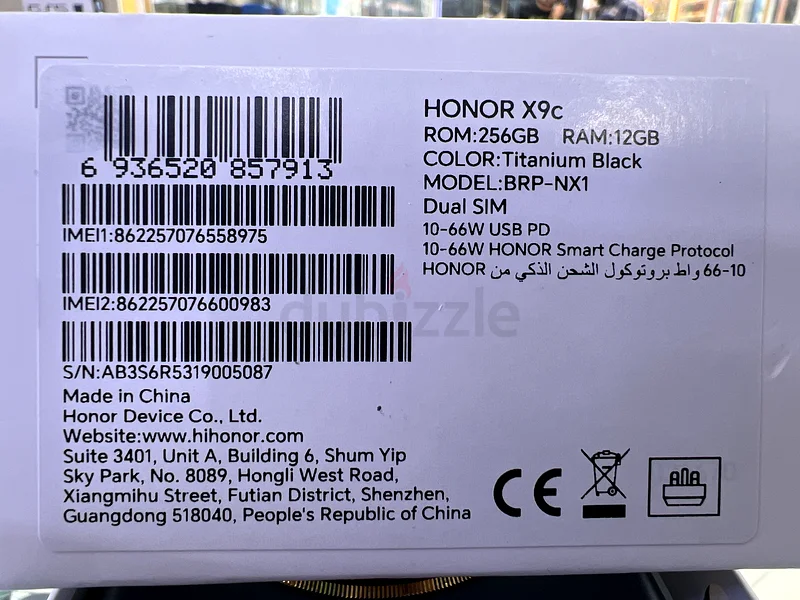 6 936520 857913
IMEI1:862257076558975
IMEI2:862257076600983
S/N:AB3S6R5319005087
Made in China
Honor Device Co., Ltd.
Website:www.hihonor.com
Suite 3401, Unit A, Building 6, Shum Yip
Sky Park, No. 8089, Hongli West Road,
Xiangmihu Street, Futian District, Shenzhen,
Guangdong 518040, People's Republic of China
HONOR X9c
ROM:256GB RAM:12GB
COLOR:Titanium Black
MODEL:BRP-NX1
Dual SIM
10-66W USB PD
10-66W HONOR Smart Charge Protocol
10-66 واط بروتوكول الشحن الذكي من HONOR
CE
dubizzle